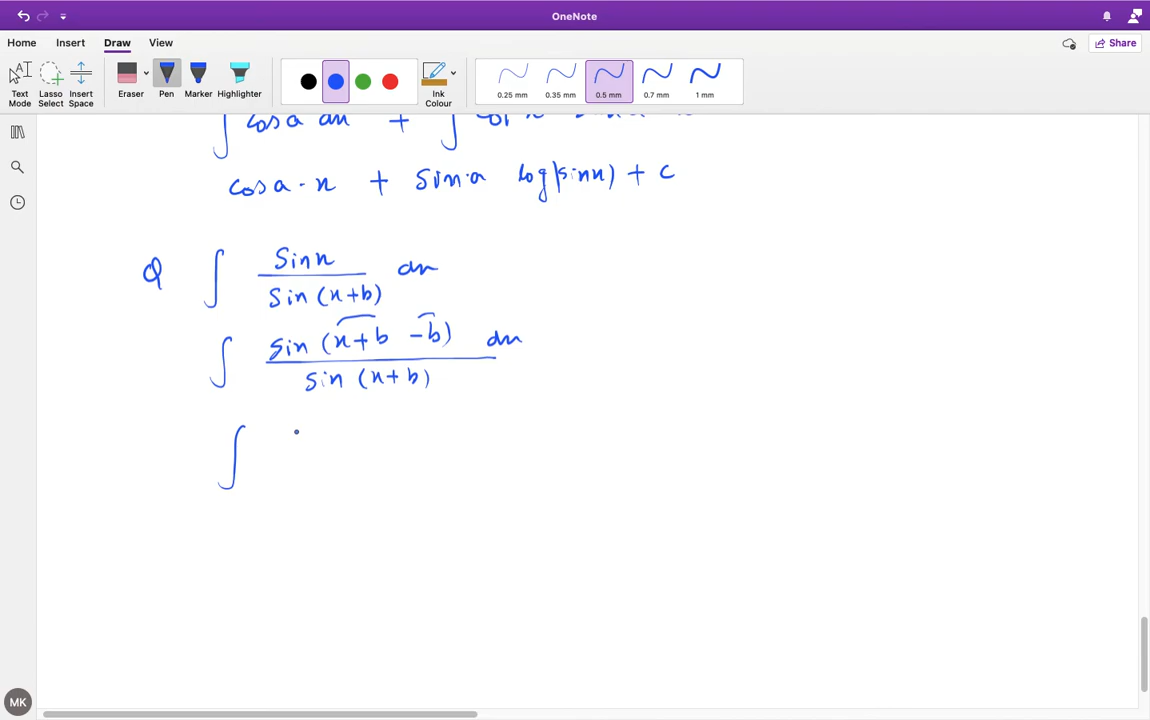 OneNote
Home Insert Draw View
Share
Text Mode
Lasso Select
Insert Space
Eraser
Pen
Marker
Highlighter
Ink Colour
0.25 mm
0.35 mm
0.5 mm
0.7 mm
1 mm
∫ cos a dx + ∫
cos a · x + sin a log|sin x| + c
Q ∫ sin x / sin (x+b) dx
∫ sin (x+b -b) / sin (x+b) dx
∫
MK